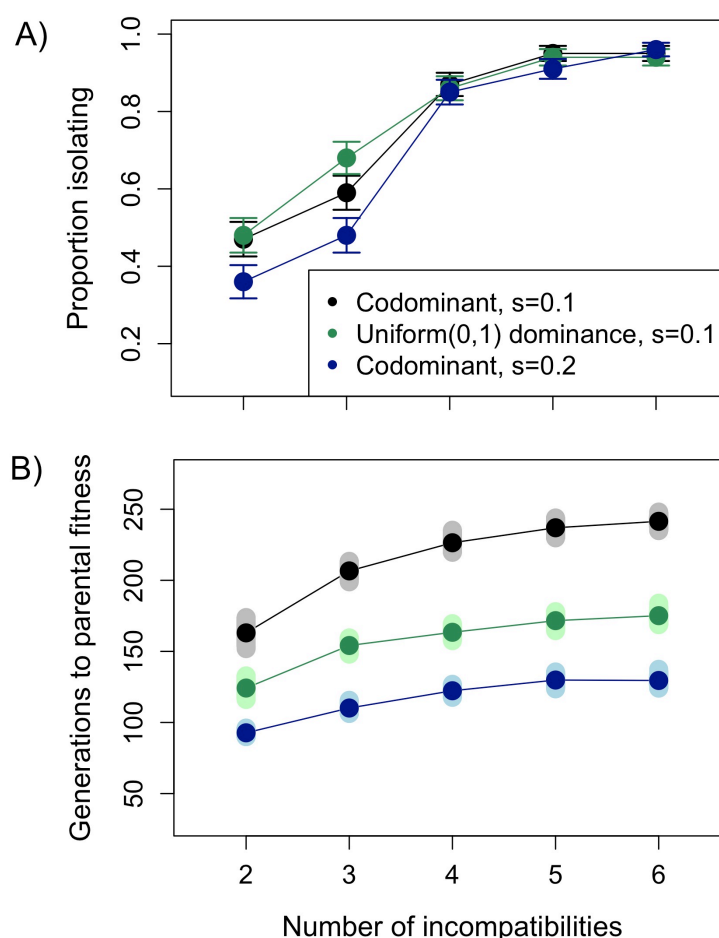 A)
Proportion isolating
1.0
0.8
0.6
0.4
0.2
Codominant, s=0.1
Uniform(0,1) dominance, s=0.1
Codominant, s=0.2
B)
Generations to parental fitness
250
200
150
100
50
2 3 4 5 6
Number of incompatibilities